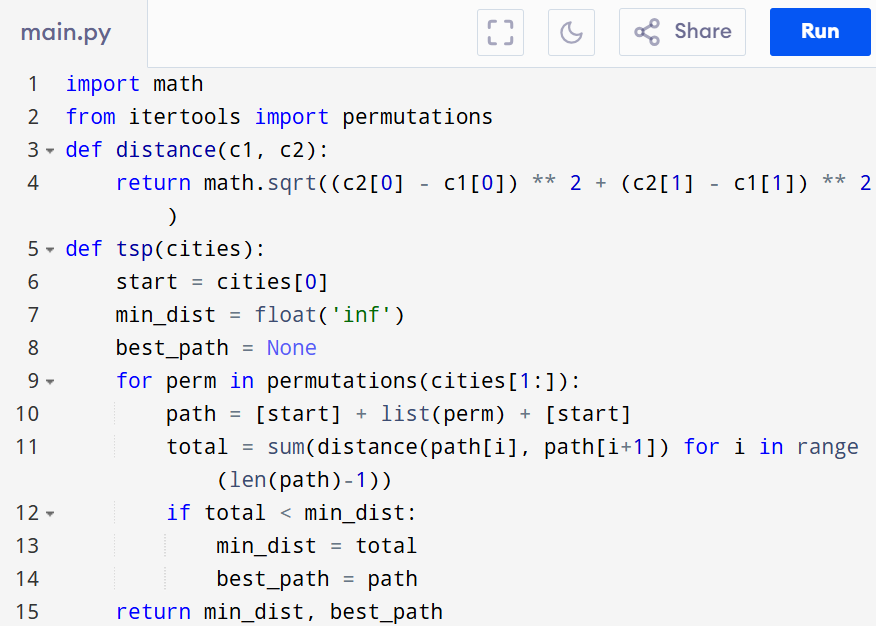 main.py
Share
Run
1 import math
2 from itertools import permutations
3 def distance(c1, c2):
4     return math.sqrt((c2[0] - c1[0]) ** 2 + (c2[1] - c1[1]) ** 2
        )
5 def tsp(cities):
6     start = cities[0]
7     min_dist = float('inf')
8     best_path = None
9     for perm in permutations(cities[1:]):
10         path = [start] + list(perm) + [start]
11         total = sum(distance(path[i], path[i+1]) for i in range
            (len(path)-1))
12         if total < min_dist:
13             min_dist = total
14             best_path = path
15     return min_dist, best_path